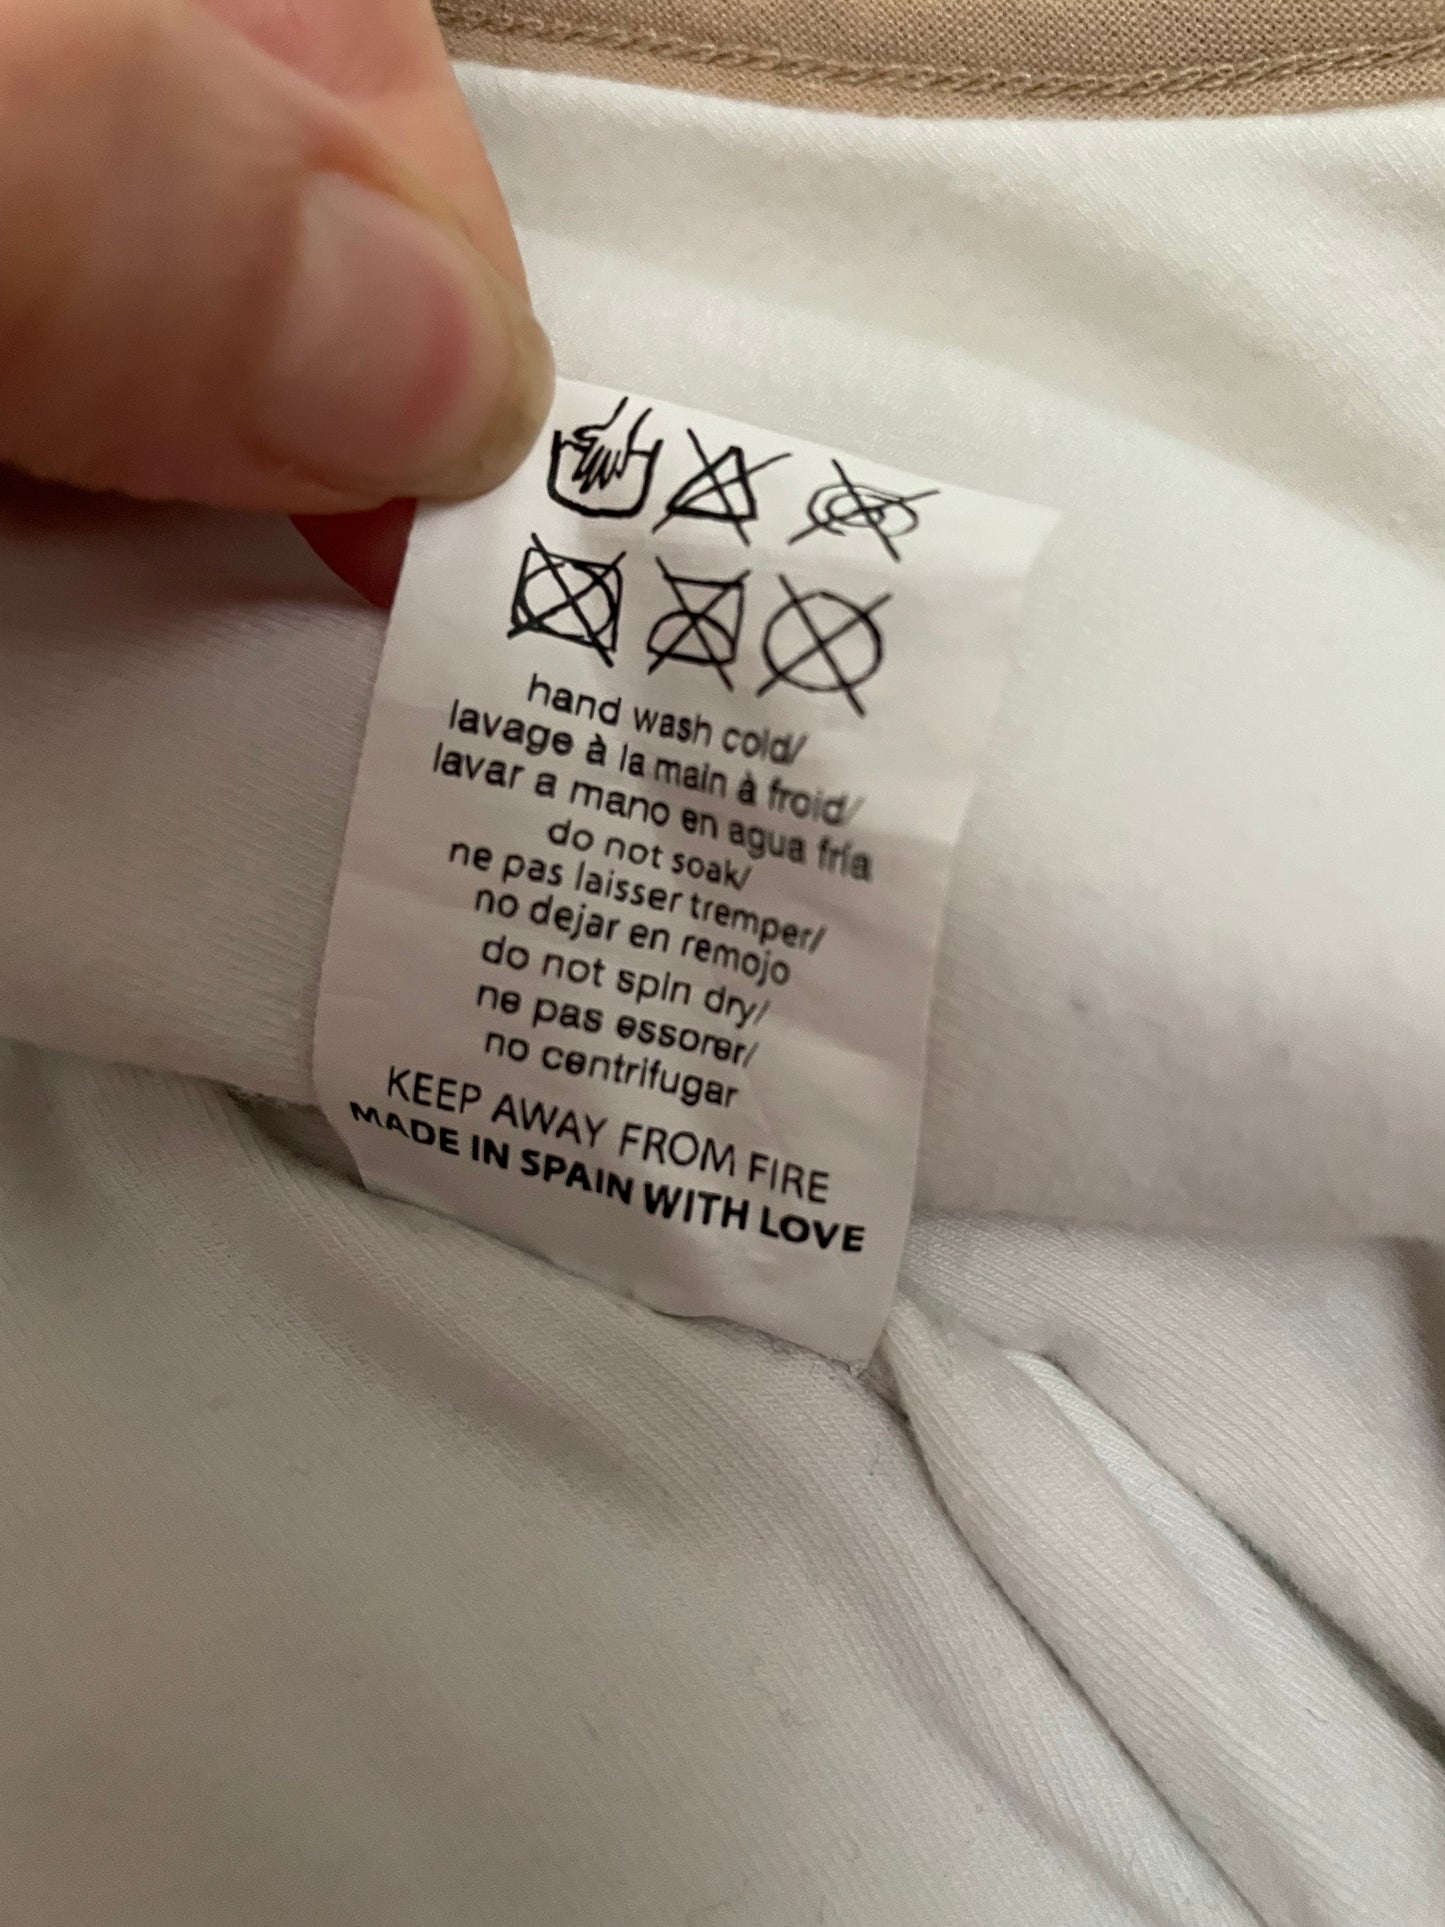 hand wash cold/
lavage à la main à froid/
lavar a mano en agua fría
do not soak/
ne pas laisser tremper/
no dejar en remojo
do not spin dry/
ne pas essorer/
no centrifugar
KEEP AWAY FROM FIRE
MADE IN SPAIN WITH LOVE